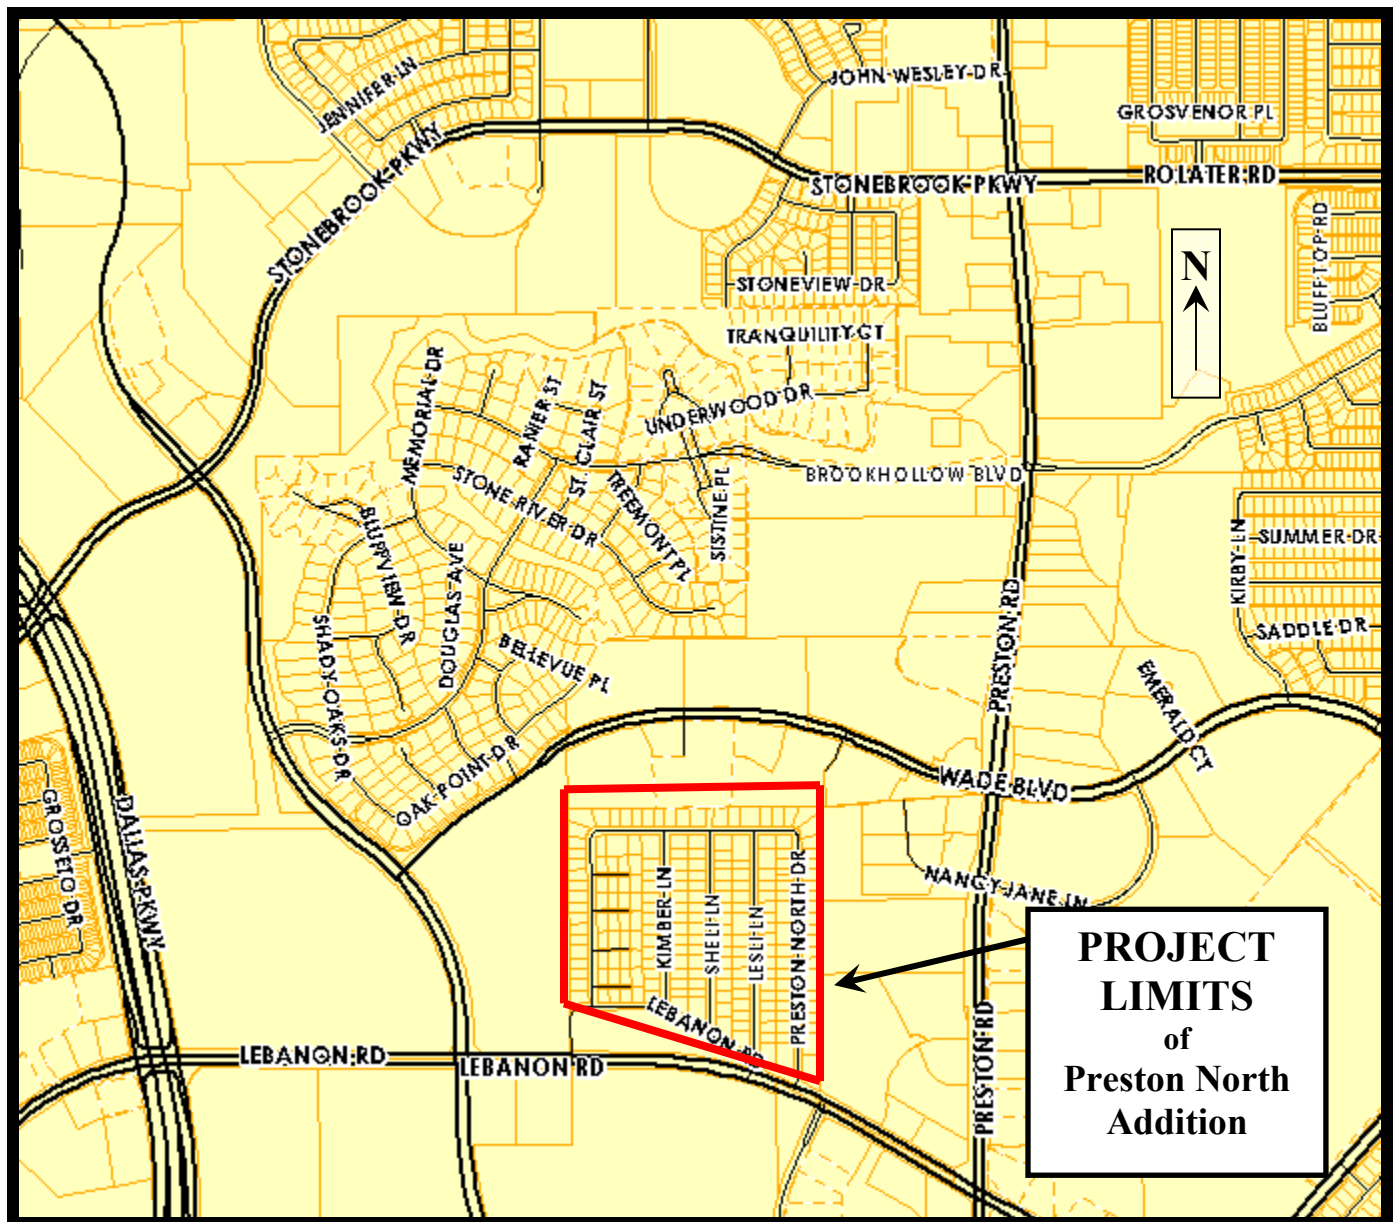 JENNIFER LN
JOHN WESLEY DR
GROSVENOR PL
STONEBROOK PKWY
STONEBROOK PKWY
ROLATER RD
BLUFF TOP RD
N
STONEVIEW DR
TRANQUILITY CT
MEMORIAL DR
RANIER ST
ST. CLAIR ST
UNDERWOOD DR
BROOKHOLLOW BLVD
STONE RIVER DR
TREEMONT PL
SISTINE PL
BLUFFVIEW DR
DOUGLAS AVE
KIRBY LN
SUMMER DR
SADDLE DR
SHADY OAKS DR
BELLEVUE PL
PRESTON RD
EMERALD CT
OAK POINT DR
WADE BLVD
GROSSETO DR
DALLAS PKWY
NANCY JANE LN
KIMBER LN
SHELI LN
LESLI LN
PRESTON NORTH DR
LEBANON RD
LEBANON RD
LEBANON RD
PRESTON RD
PROJECT
LIMITS
of
Preston North
Addition